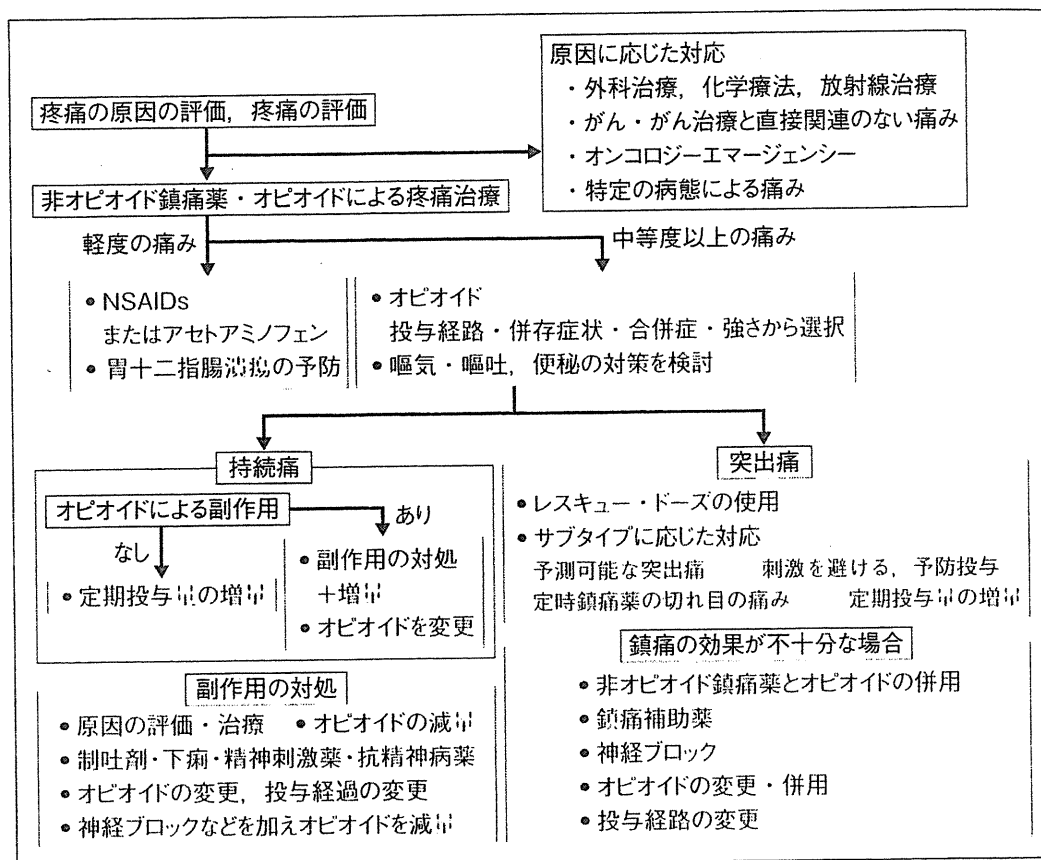 疼痛の原因の評価，疼痛の評価
原因に応じた対応
・外科治療，化学療法，放射線治療
・がん・がん治療と直接関連のない痛み
・オンコロジーエマージェンシー
・特定の病態による痛み
非オピオイド鎮痛薬・オピオイドによる疼痛治療
軽度の痛み
中等度以上の痛み
● NSAIDs
またはアセトアミノフェン
● 胃十二指腸潰瘍の予防
● オピオイド
投与経路・併存症状・合併症・強さから選択
● 嘔気・嘔吐，便秘の対策を検討
持続痛
オピオイドによる副作用
なし
あり
● 定期投与量の増量
● 副作用の対処
＋増量
● オピオイドを変更
副作用の対処
● 原因の評価・治療　● オピオイドの減量
● 制吐剤・下痢・精神刺激薬・抗精神病薬
● オピオイドの変更，投与経過の変更
● 神経ブロックなどを加えオピオイドを減量
突出痛
● レスキュー・ドーズの使用
● サブタイプに応じた対応
予測可能な突出痛　刺激を避ける，予防投与
定時鎮痛薬の切れ目の痛み　定期投与量の増量
鎮痛の効果が不十分な場合
● 非オピオイド鎮痛薬とオピオイドの併用
● 鎮痛補助薬
● 神経ブロック
● オピオイドの変更・併用
● 投与経路の変更